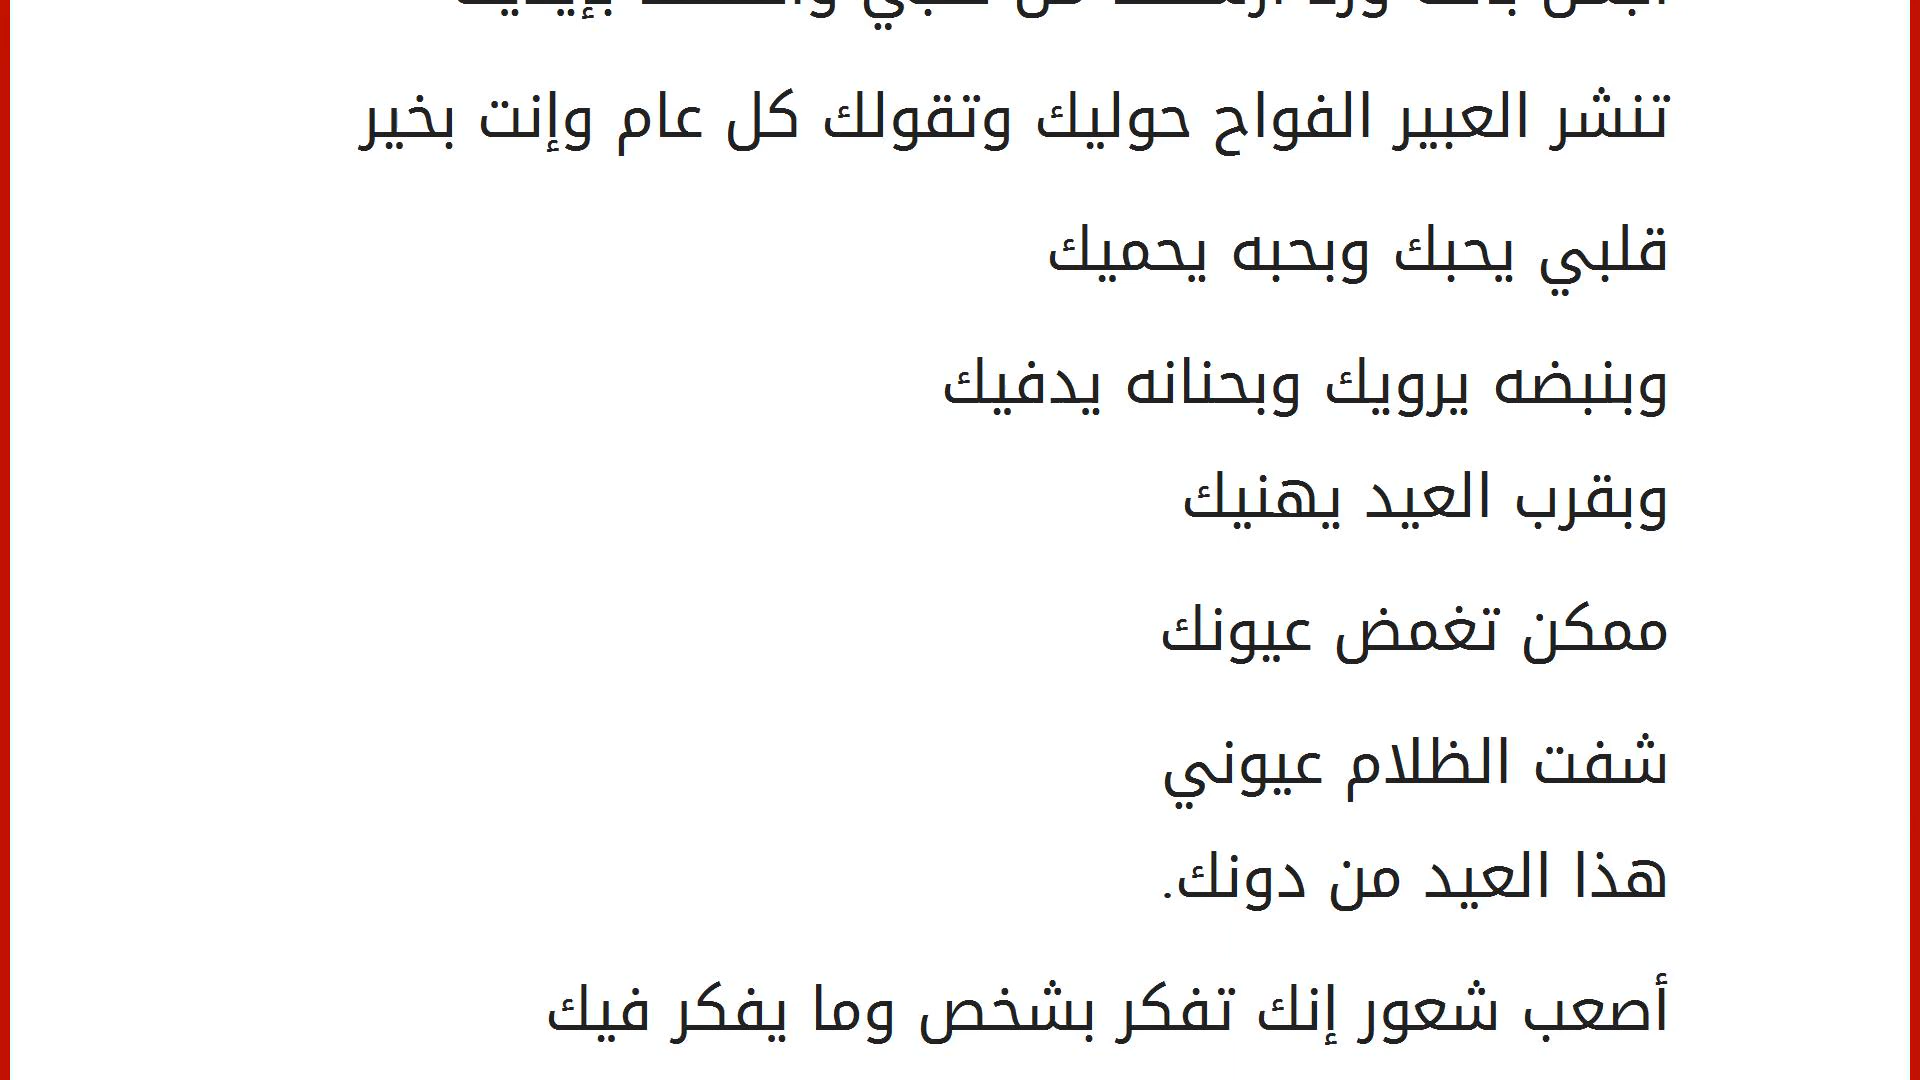 تنشر العبير الفواح حوليك وتقولك كل عام وإنت بخير
قلبي يحبك وبحبه يحميك
وبنبضه يرويك وبحنانه يدفيك
وبقرب العيد يهنيك
ممكن تغمض عيونك
شفت الظلام عيوني
هذا العيد من دونك.
أصعب شعور إنك تفكر بشخص وما يفكر فيك